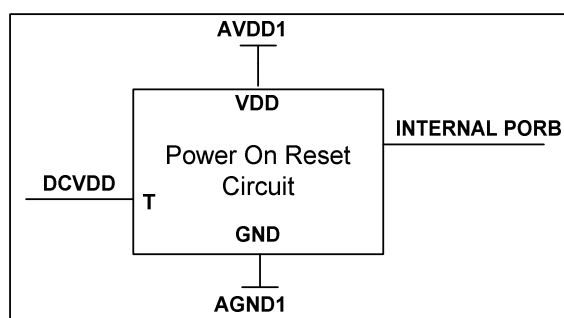 AVDD1
VDD
INTERNAL PORB
Power On Reset
Circuit
DCVDD
T
GND
AGND1